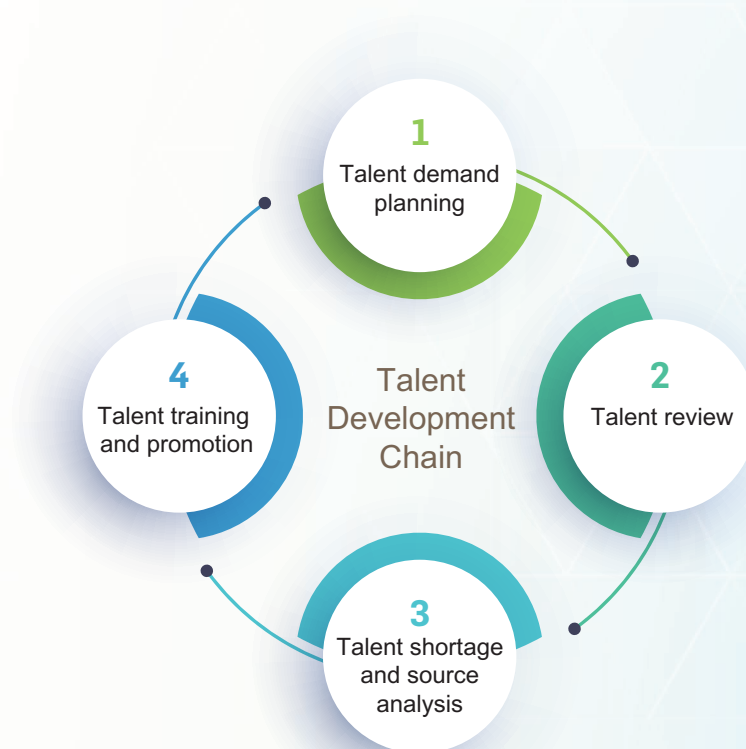 1
Talent demand
planning
2
Talent review
3
Talent shortage
and source
analysis
4
Talent training
and promotion
Talent
Development
Chain